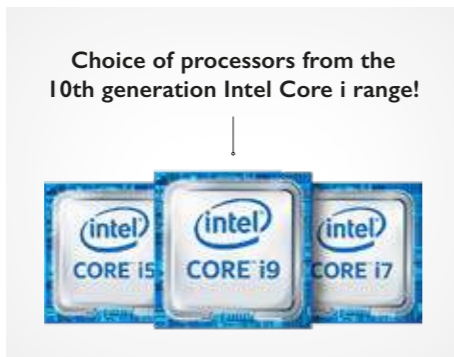 Choice of processors from the
10th generation Intel Core i range!
intel
CORE i5
intel
CORE i9
intel
CORE i7